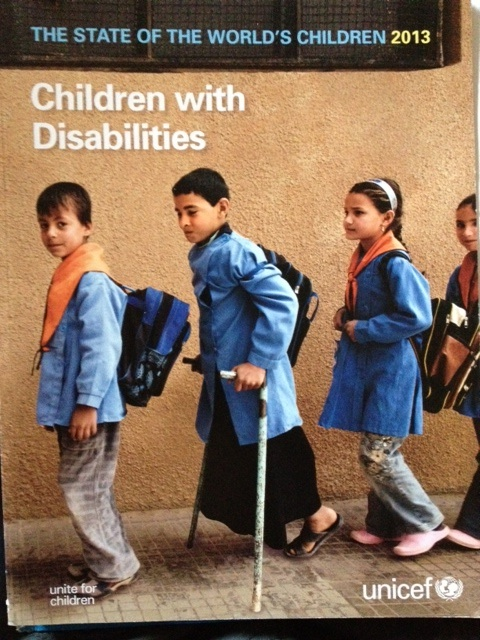 THE STATE OF THE WORLD'S CHILDREN 2013
Children with
Disabilities
unite for
children
unicef